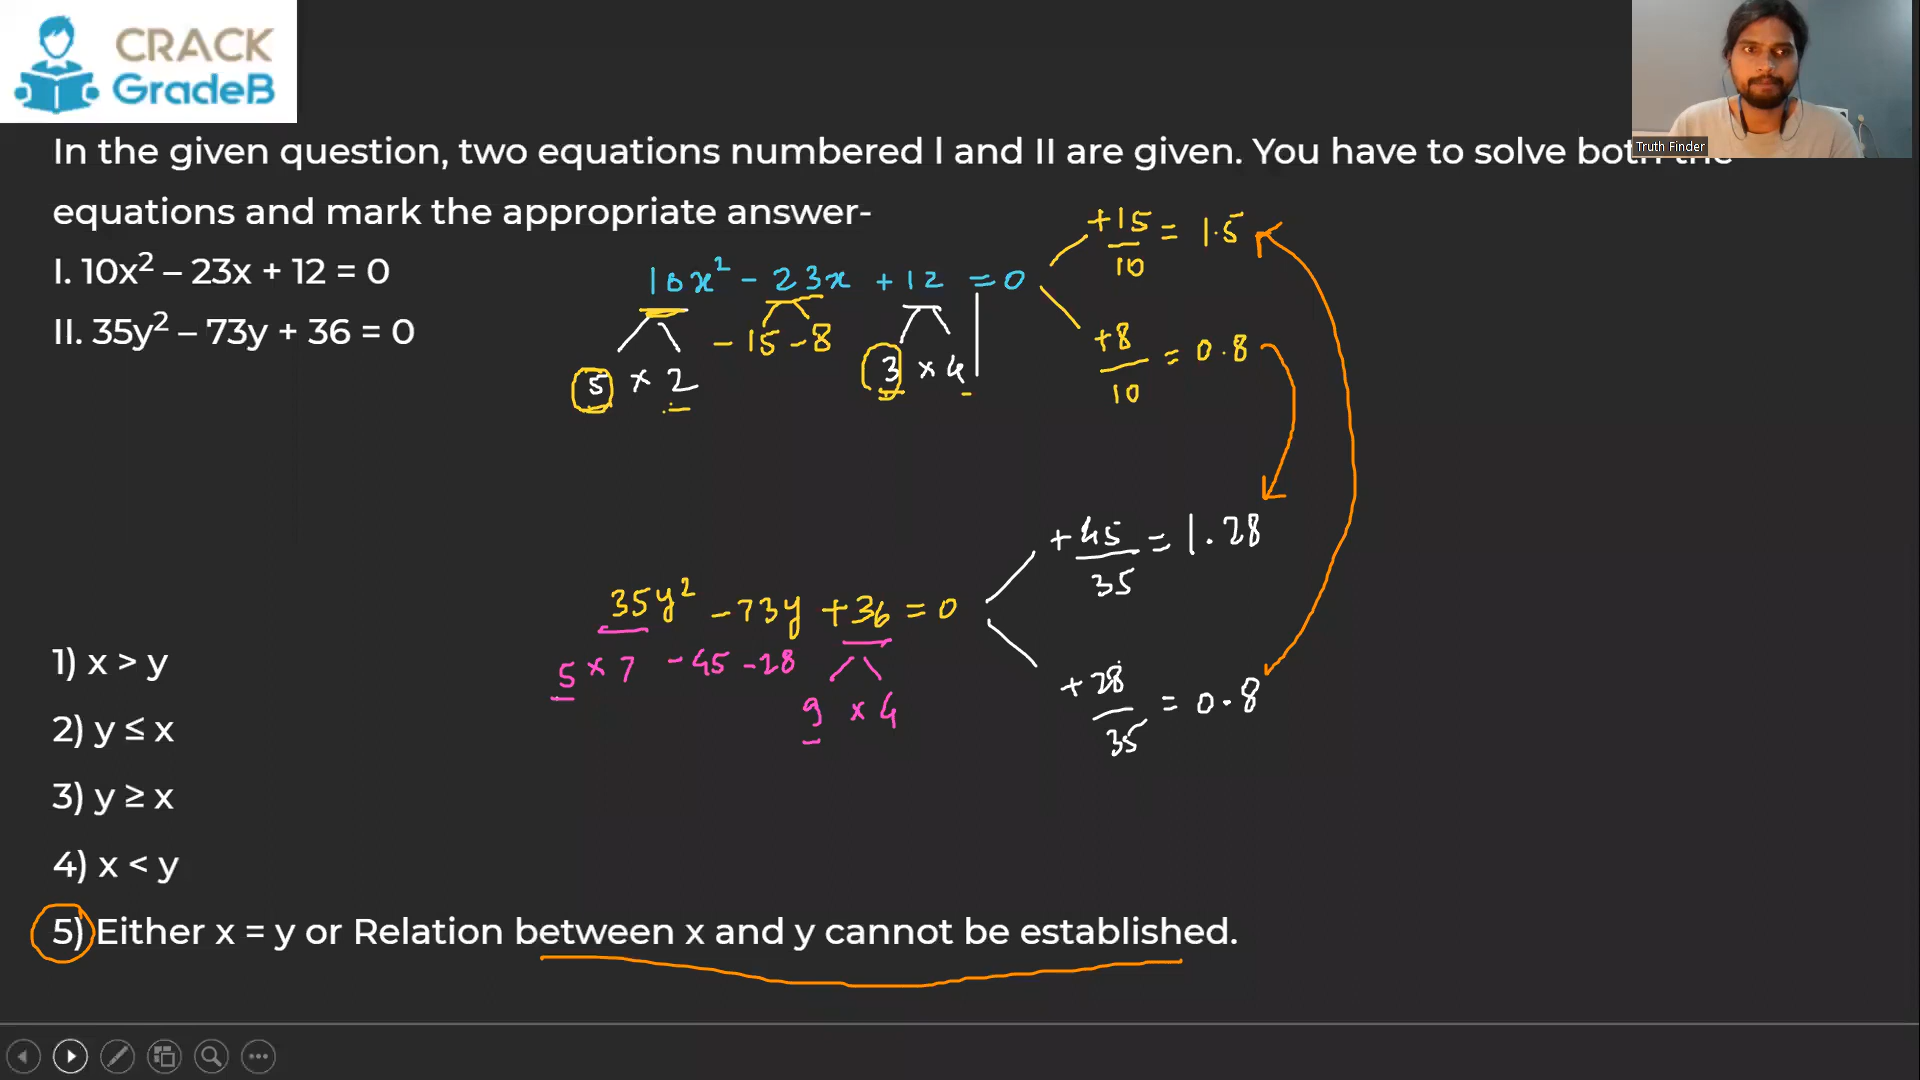 CRACK
GradeB
Truth Finder
In the given question, two equations numbered I and II are given. You have to solve both the
equations and mark the appropriate answer-
I. 10x² – 23x + 12 = 0
II. 35y² – 73y + 36 = 0
10x² - 23x + 12 = 0
- 15 - 8
5 × 2
3 × 4
+15/10 = 1.5
+8/10 = 0.8
35y² - 73y + 36 = 0
5 × 7 - 45 - 28
9 × 4
+45/35 = 1.28
+28/35 = 0.8
1) x > y
2) y ≤ x
3) y ≥ x
4) x < y
5) Either x = y or Relation between x and y cannot be established.